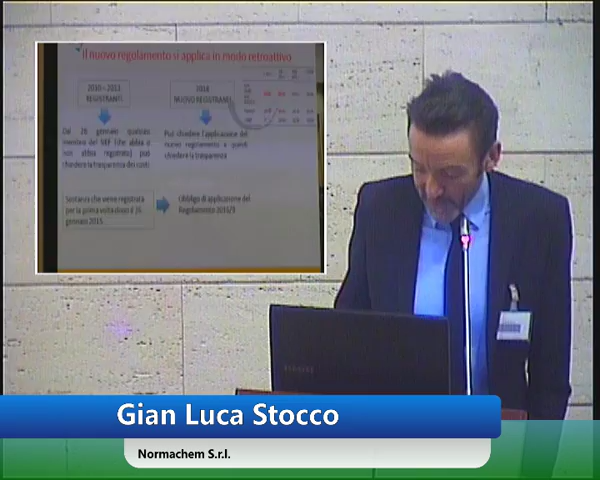 Il nuovo regolamento si applica in modo retroattivo
2010 – 2013
REGISTRANTI
2018
NUOVI REGISTRANTI
Dal 26 gennaio qualsiasi
membro del SIEF (che abbia o
non abbia registrato) può
chiedere la trasparenza dei costi
Può chiedere l'applicazione del
nuovo regolamento e quindi
chiedere la trasparenza
Sostanza che viene registrata
per la prima volta dopo il 26
gennaio 2015
Obbligo di applicazione del
Regolamento 2016/9
Gian Luca Stocco
Normachem S.r.l.